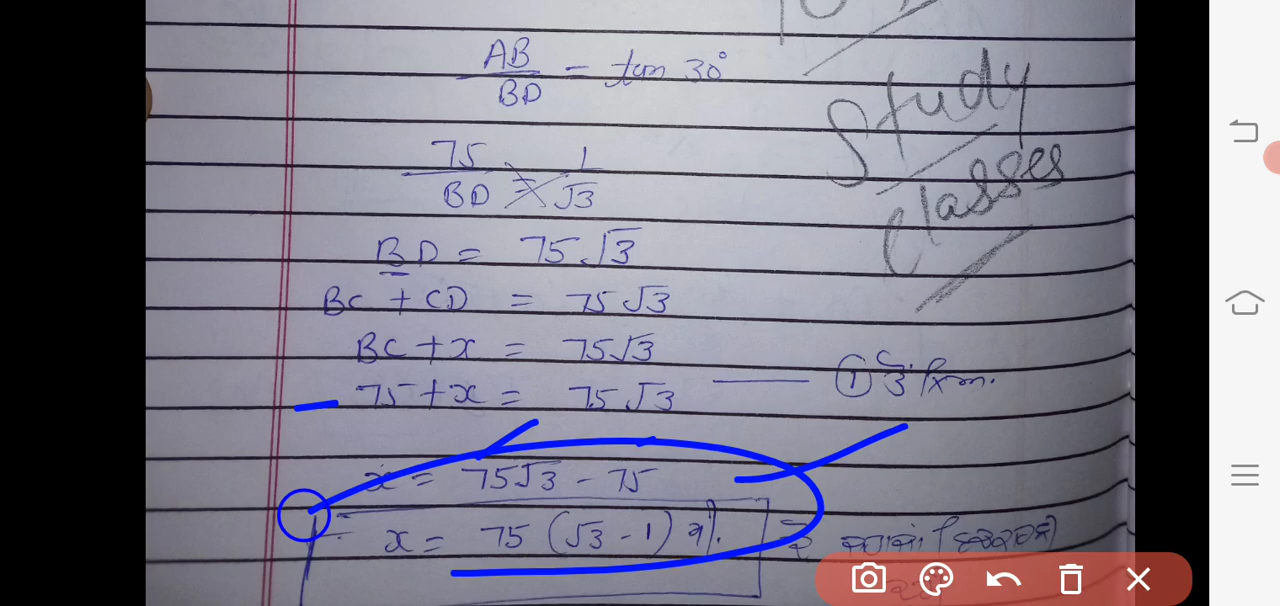 AB/BD = tan 30°
Study
Classes
75/BD = 1/√3
BD = 75√3
BC + CD = 75√3
BC + x = 75√3
75 + x = 75√3 —— ①
x = 75√3 - 75
x = 75 (√3 - 1)